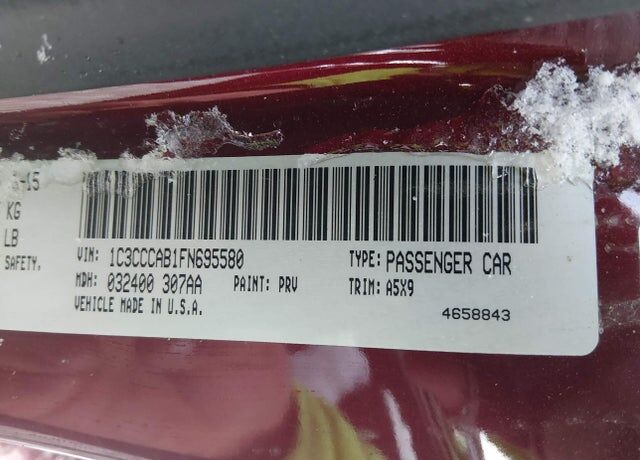 -15
KG
LB
SAFETY.
VIN: 1C3CCCAB1FN695580 TYPE: PASSENGER CAR
MDH: 032400 307AA PAINT: PRV TRIM: A5X9
VEHICLE MADE IN U.S.A. 4658843